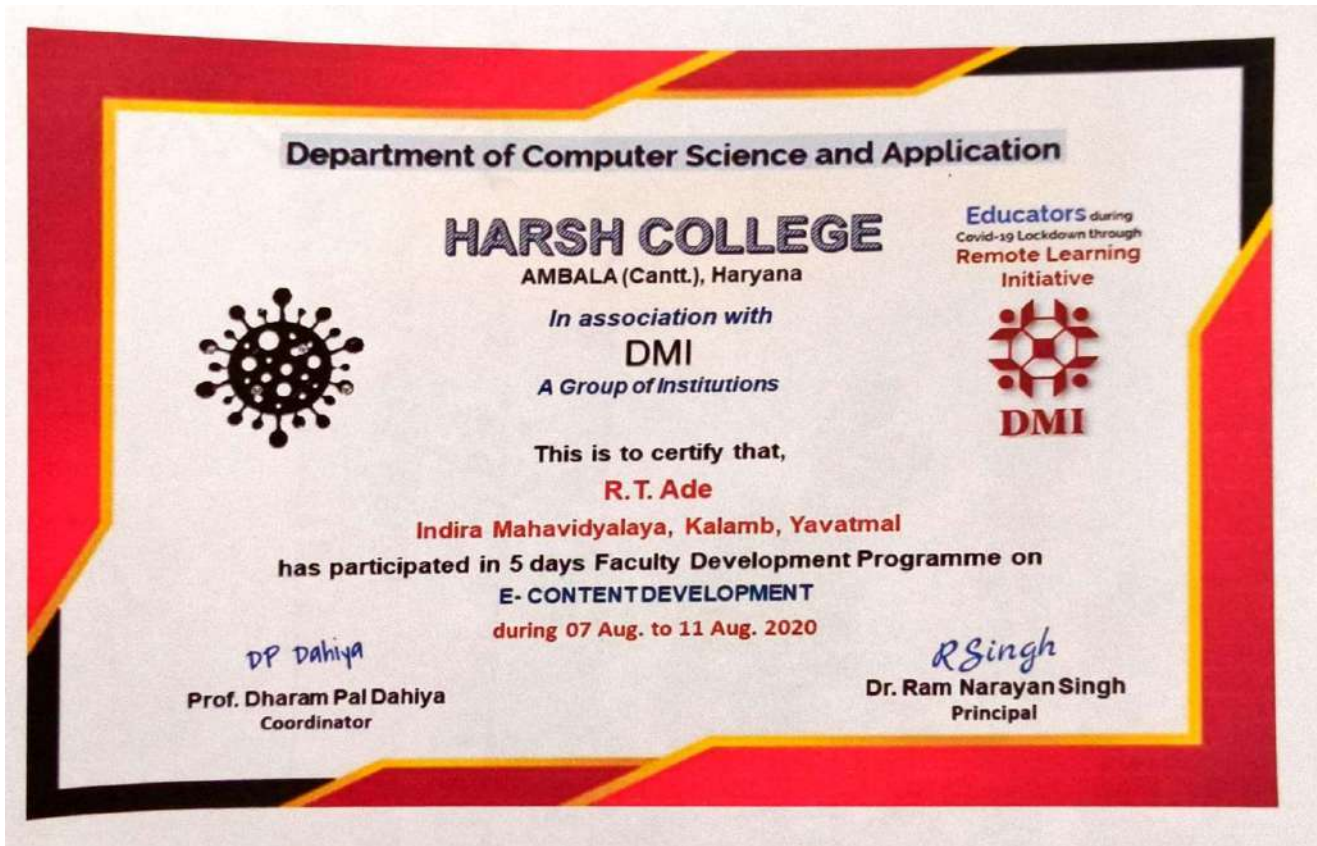 Department of Computer Science and Application
HARSH COLLEGE
AMBALA (Cantt.), Haryana
In association with
DMI
A Group of Institutions
Educators during
Covid-19 Lockdown through
Remote Learning
Initiative
DMI
This is to certify that,
R.T. Ade
Indira Mahavidyalaya, Kalamb, Yavatmal
has participated in 5 days Faculty Development Programme on
E- CONTENT DEVELOPMENT
during 07 Aug. to 11 Aug. 2020
DP Dahiya
Prof. Dharam Pal Dahiya
Coordinator
RSingh
Dr. Ram Narayan Singh
Principal